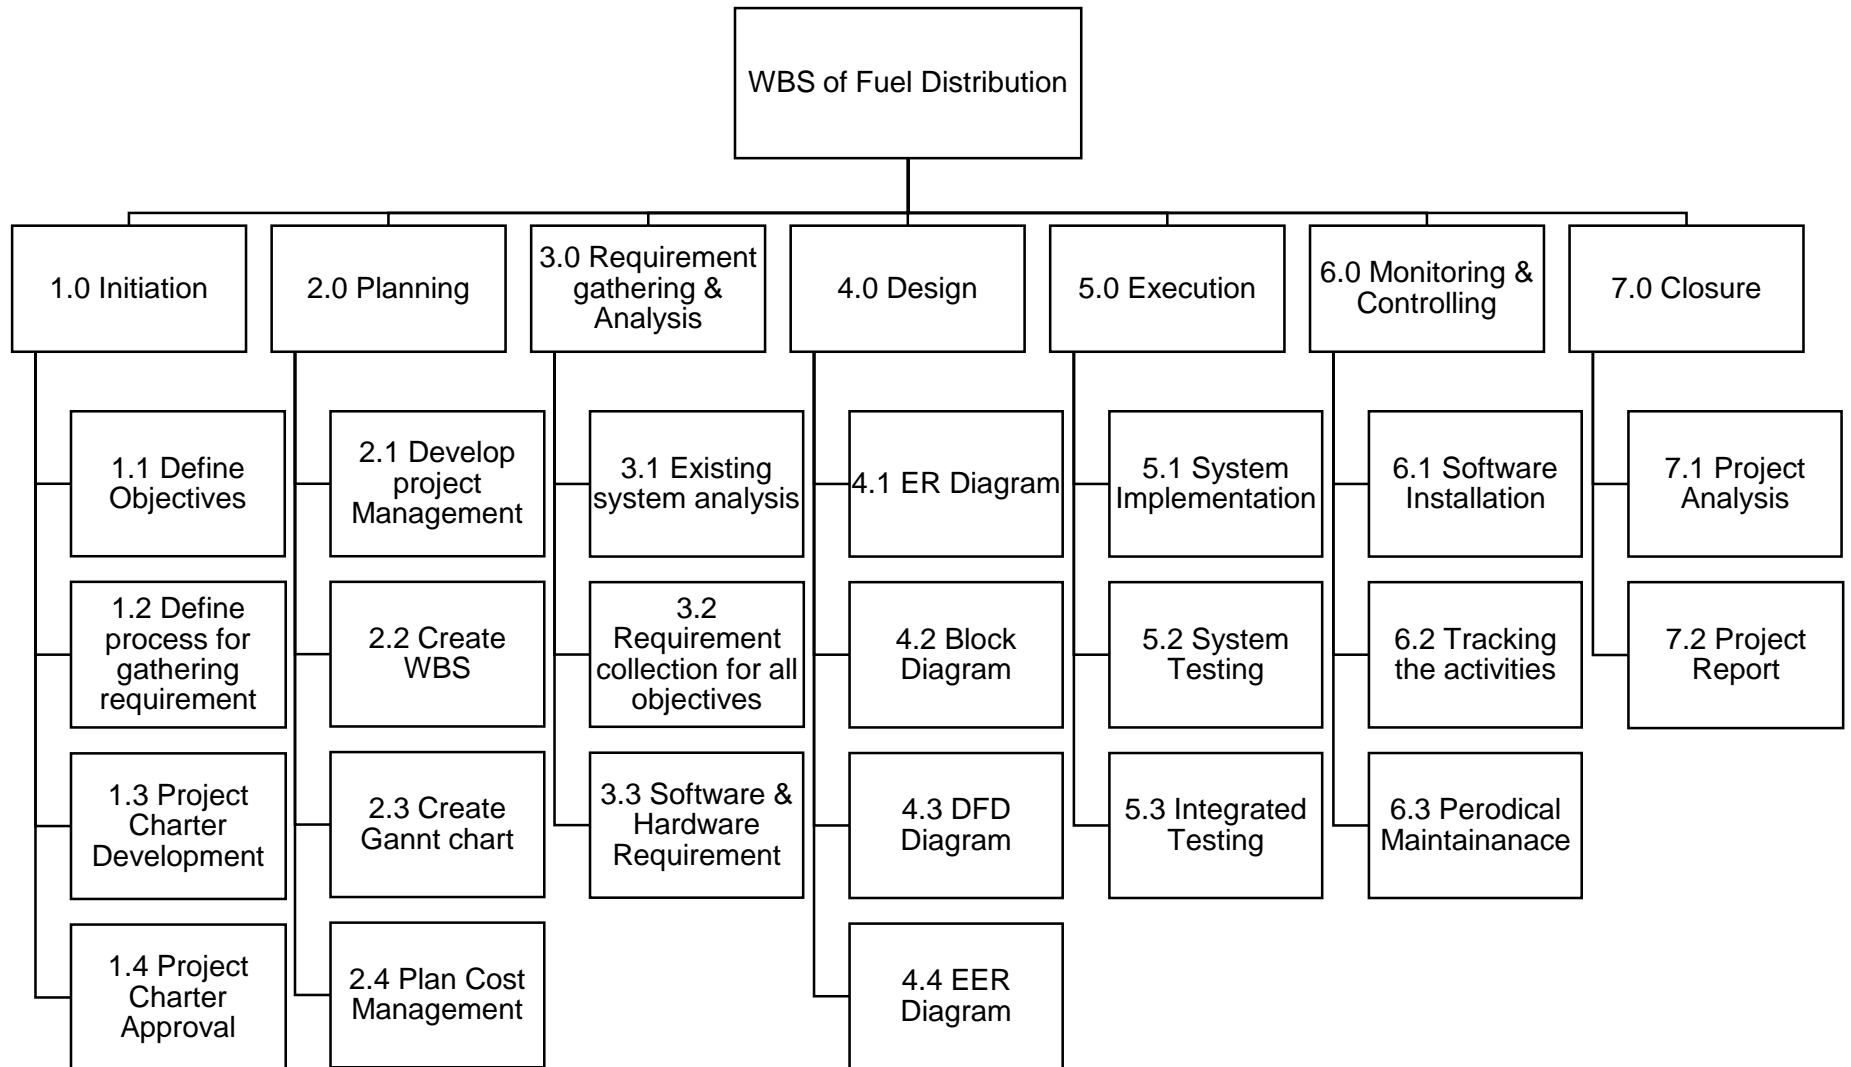 WBS of Fuel Distribution
1.0 Initiation
2.0 Planning
3.0 Requirement
gathering &
Analysis
4.0 Design
5.0 Execution
6.0 Monitoring &
Controlling
7.0 Closure
1.1 Define
Objectives
1.2 Define
process for
gathering
requirement
1.3 Project
Charter
Development
1.4 Project
Charter
Approval
2.1 Develop
project
Management
2.2 Create
WBS
2.3 Create
Gannt chart
2.4 Plan Cost
Management
3.1 Existing
system analysis
3.2
Requirement
collection for all
objectives
3.3 Software &
Hardware
Requirement
4.1 ER Diagram
4.2 Block
Diagram
4.3 DFD
Diagram
4.4 EER
Diagram
5.1 System
Implementation
5.2 System
Testing
5.3 Integrated
Testing
6.1 Software
Installation
6.2 Tracking
the activities
6.3 Perodical
Maintainanace
7.1 Project
Analysis
7.2 Project
Report